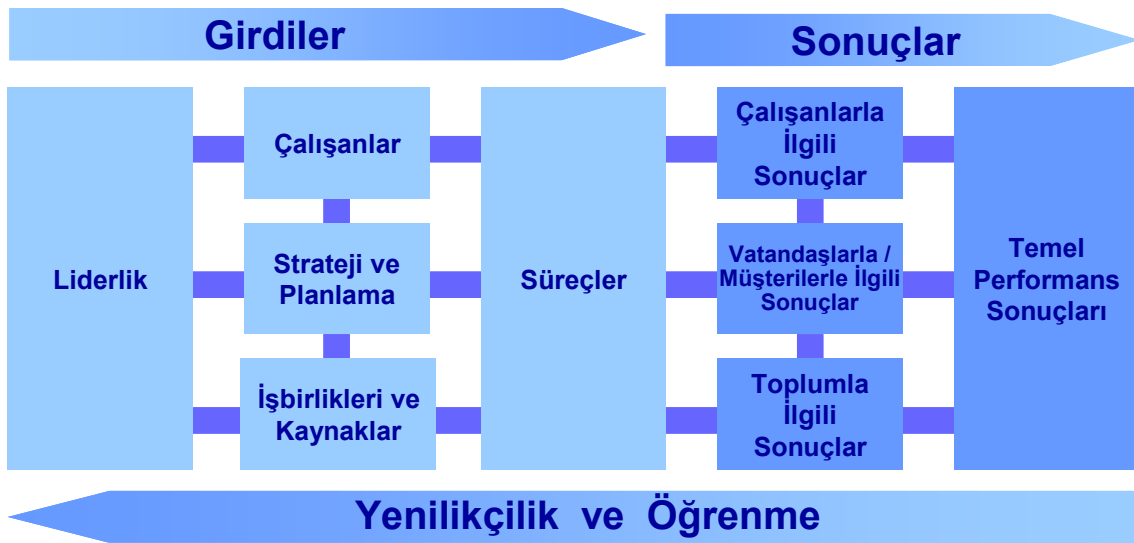 Girdiler
Sonuçlar
Liderlik
Çalışanlar
Strateji ve
Planlama
İşbirlikleri ve
Kaynaklar
Süreçler
Çalışanlarla
İlgili
Sonuçlar
Vatandaşlarla /
Müşterilerle İlgili
Sonuçlar
Toplumla
İlgili
Sonuçlar
Temel
Performans
Sonuçları
Yenilikçilik ve Öğrenme